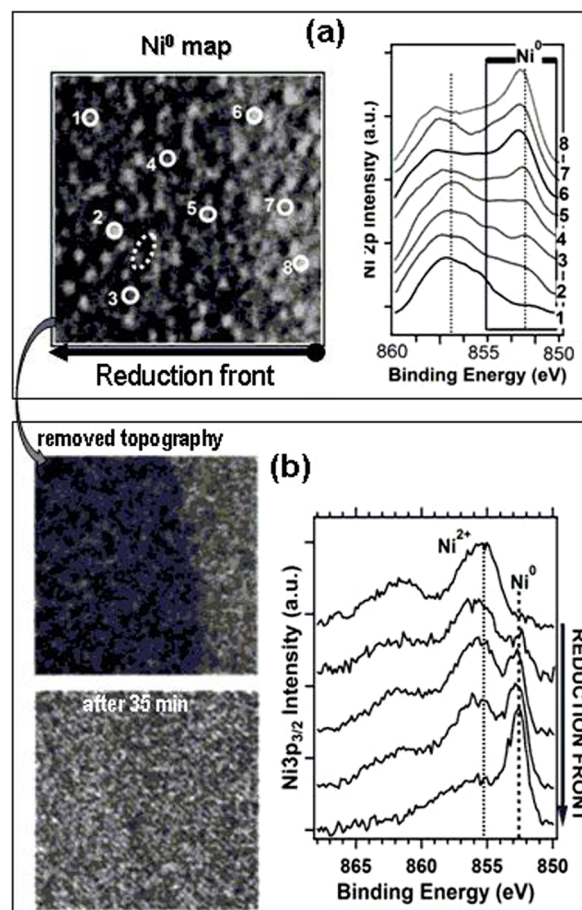 (a)
Ni⁰ map
1
2
3
4
5
6
7
8
Reduction front
Ni⁰
Ni 2p Intensity (a.u.)
8
7
6
5
4
3
2
1
860 855 850
Binding Energy (eV)
(b)
removed topography
after 35 min
Ni²⁺
Ni⁰
Ni3p₃/₂ Intensity (a.u.)
REDUCTION FRONT
865 860 855 850
Binding Energy (eV)